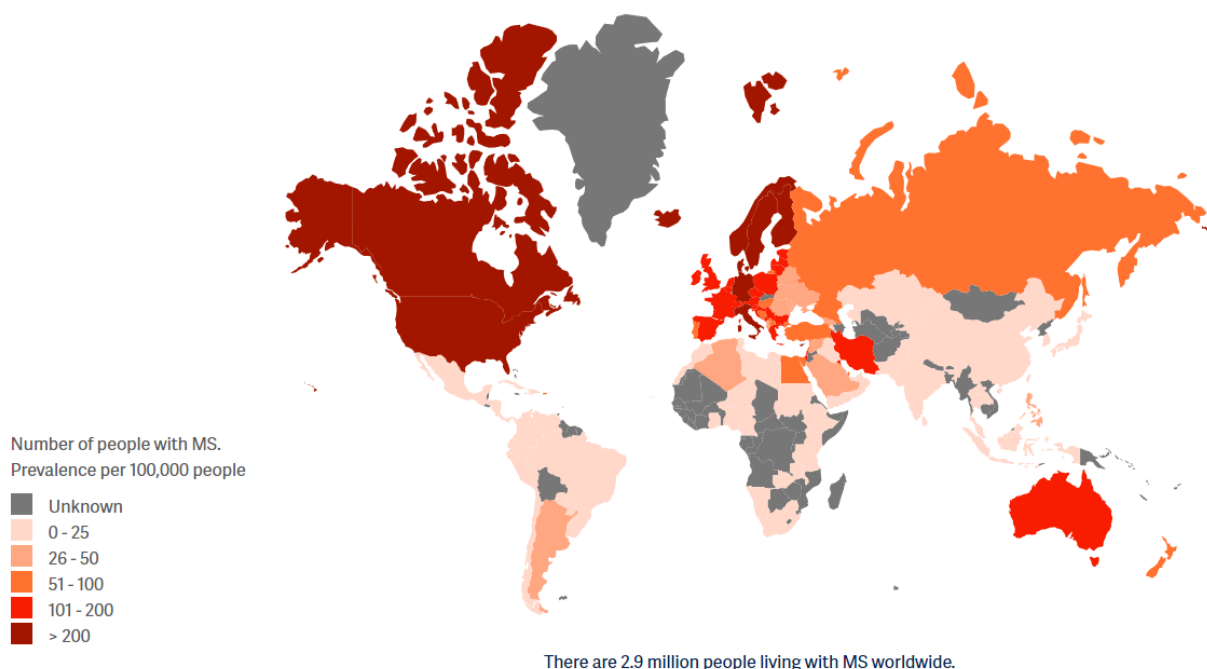 Number of people with MS.
Prevalence per 100,000 people
Unknown
0 - 25
26 - 50
51 - 100
101 - 200
> 200
There are 2.9 million people living with MS worldwide.